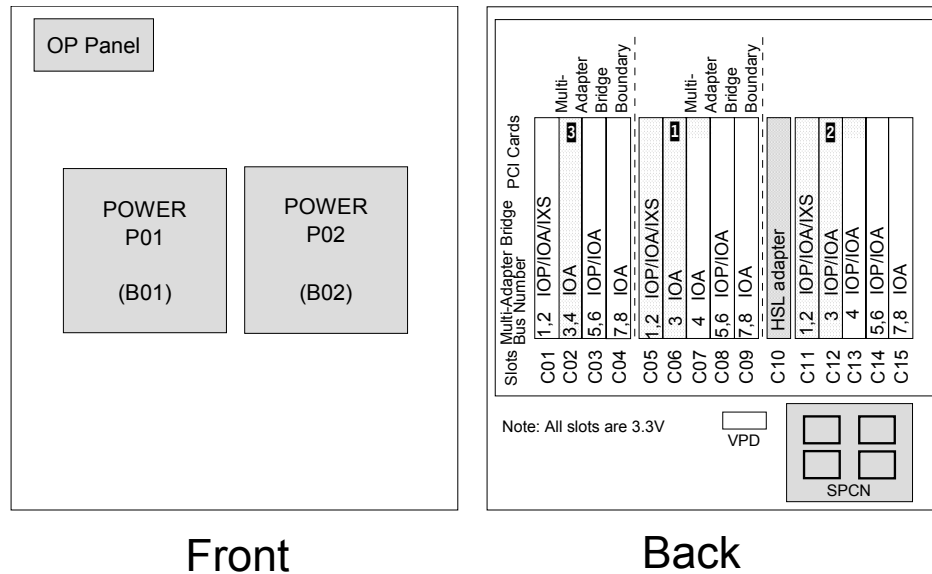 OP Panel
POWER
P01
(B01)
POWER
P02
(B02)
Front
Multi-
Adapter
Bridge
Boundary
Multi-
Adapter
Bridge
Boundary
PCI Cards
Multi-Adapter Bridge
Bus Number
Slots
C01 1,2 IOP/IOA/IXS
C02 3,4 IOA 3
C03 5,6 IOP/IOA
C04 7,8 IOA
C05 1,2 IOP/IOA/IXS
C06 3 IOA 1
C07 4 IOA
C08 5,6 IOP/IOA
C09 7,8 IOA
C10 HSL adapter
C11 1,2 IOP/IOA/IXS
C12 3 IOP/IOA 2
C13 4 IOA
C14 5,6 IOP/IOA
C15 7,8 IOA
Note: All slots are 3.3V
VPD
SPCN
Back